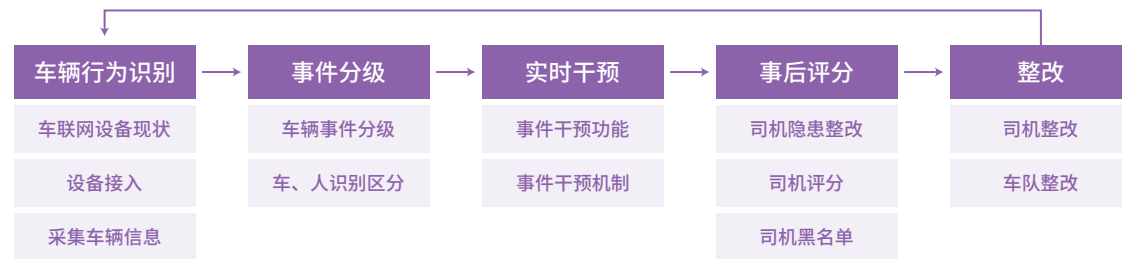 车辆行为识别
事件分级
实时干预
事后评分
整改
车联网设备现状
车辆事件分级
事件干预功能
司机隐患整改
司机整改
设备接入
车、人识别区分
事件干预机制
司机评分
车队整改
采集车辆信息
司机黑名单